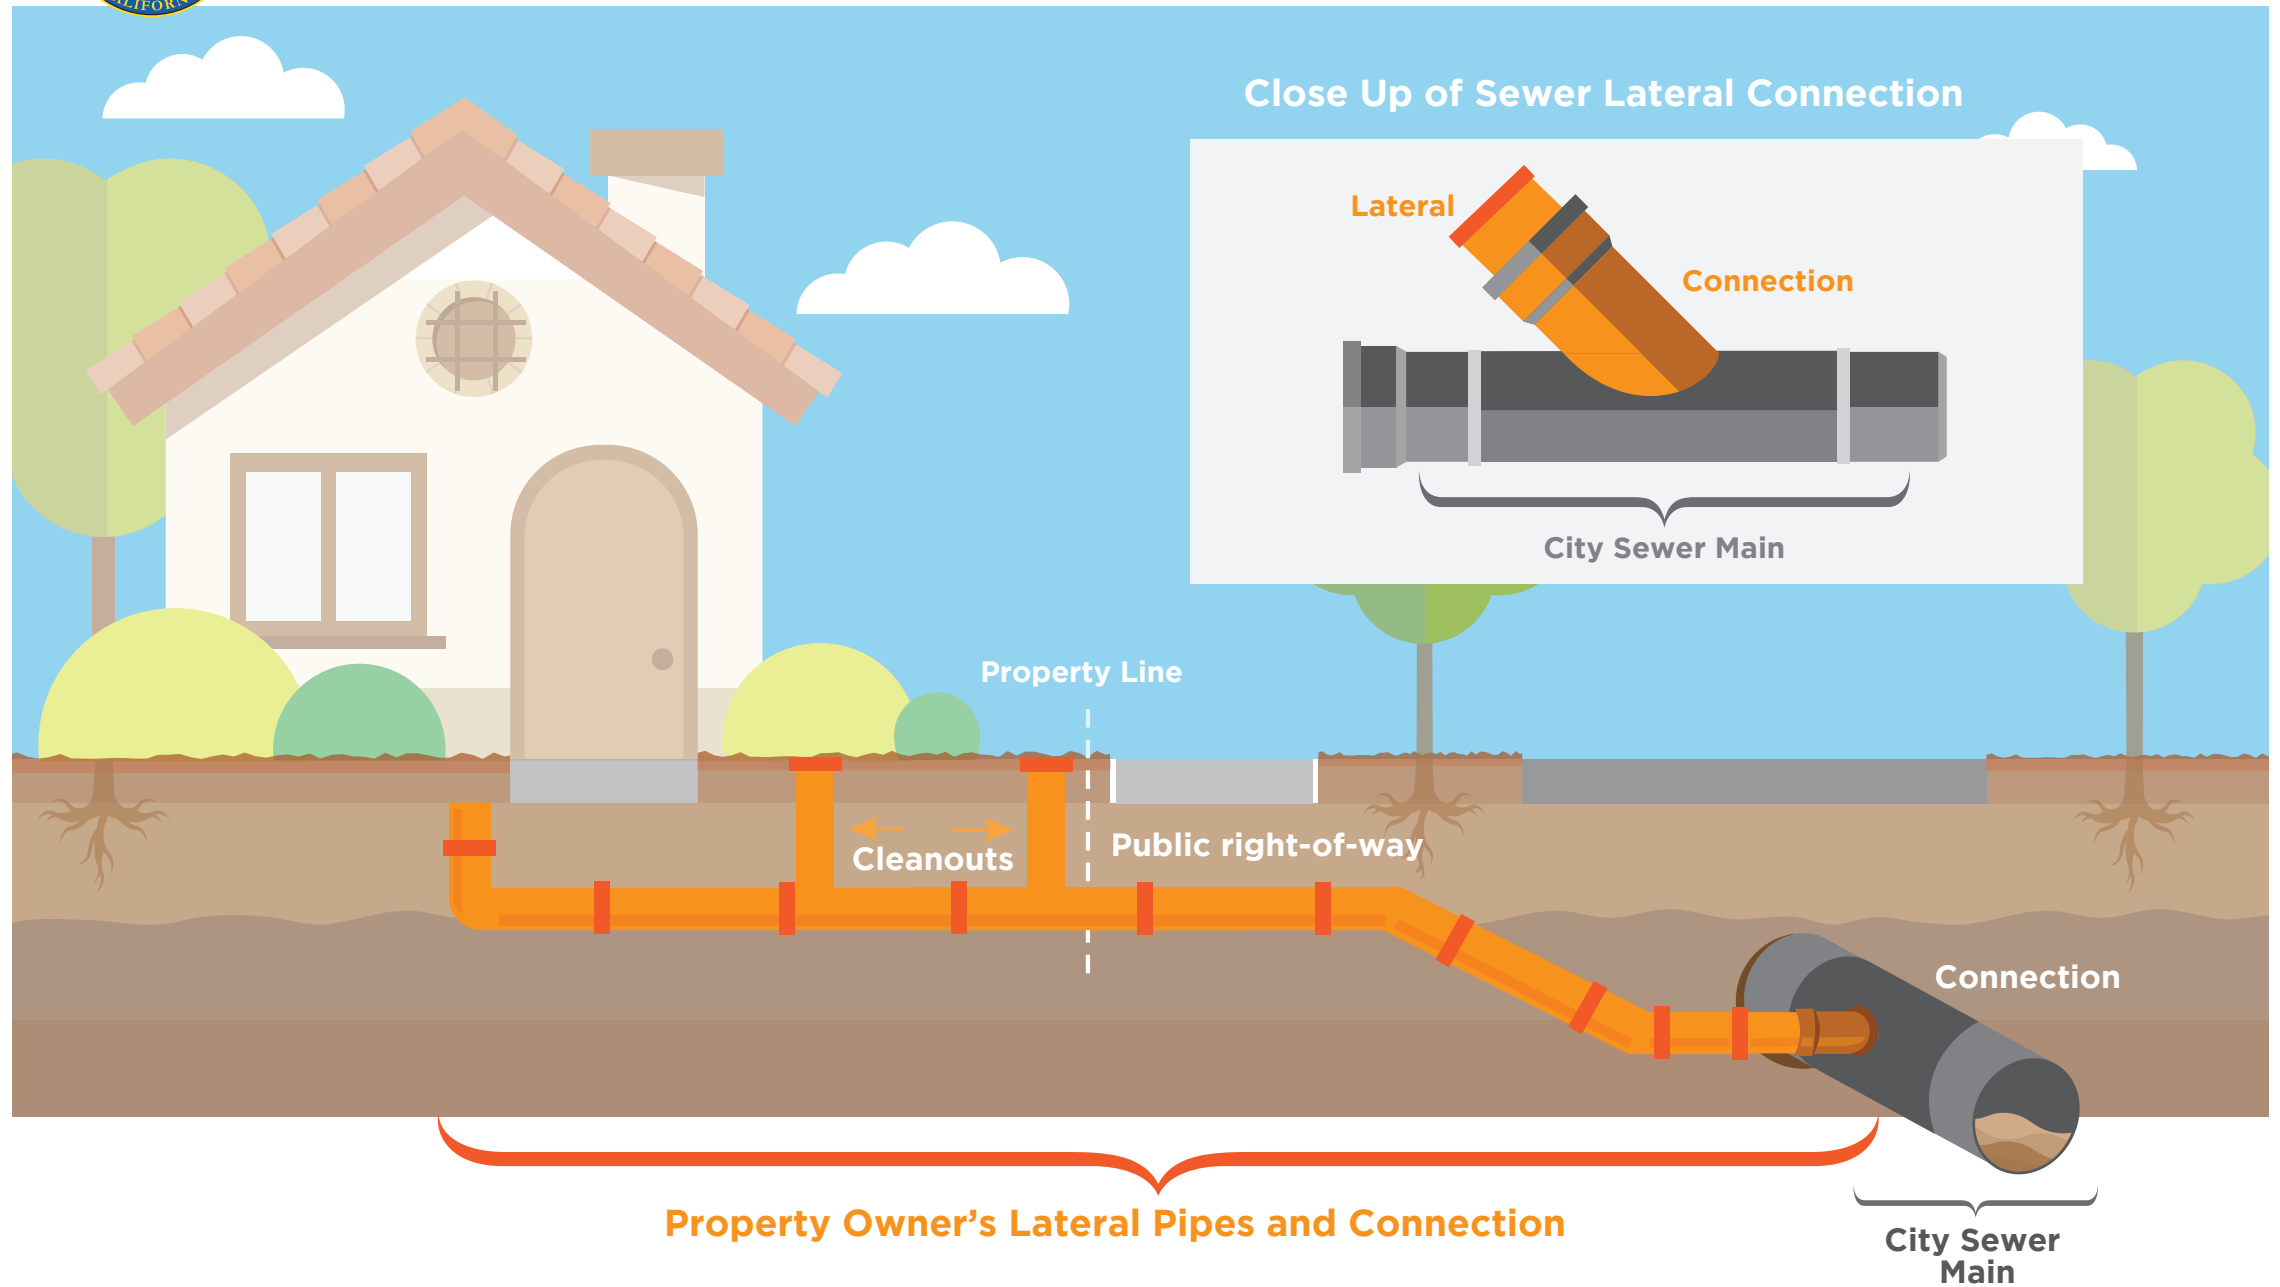 Close Up of Sewer Lateral Connection
Lateral
Connection
City Sewer Main
Property Line
Cleanouts
Public right-of-way
Connection
Property Owner’s Lateral Pipes and Connection
City Sewer
Main